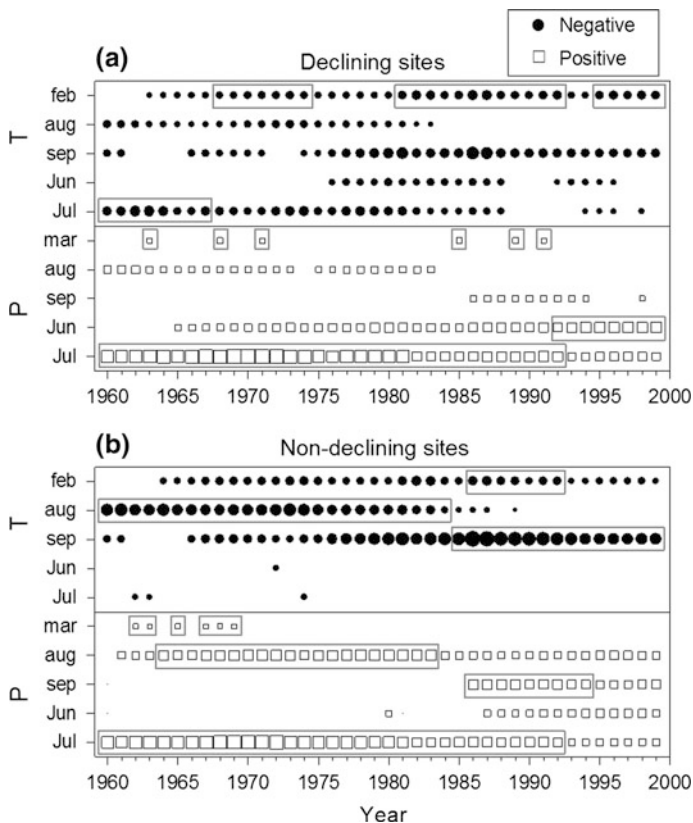 Negative
Positive
(a)
Declining sites
T
feb
aug
sep
Jun
Jul
P
mar
aug
sep
Jun
Jul
1960 1965 1970 1975 1980 1985 1990 1995 2000
(b)
Non-declining sites
T
feb
aug
sep
Jun
Jul
P
mar
aug
sep
Jun
Jul
1960 1965 1970 1975 1980 1985 1990 1995 2000
Year